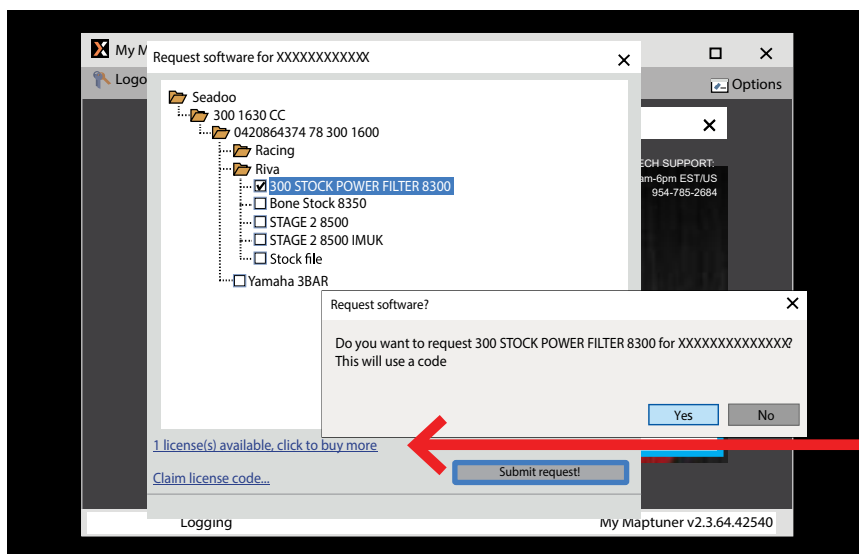 My M
Request software for XXXXXXXXXXXX
Logo
Options
Seadoo
300 1630 CC
0420864374 78 300 1600
Racing
Riva
300 STOCK POWER FILTER 8300
Bone Stock 8350
STAGE 2 8500
STAGE 2 8500 IMUK
Stock file
Yamaha 3BAR
ECH SUPPORT:
am-6pm EST/US
954-785-2684
Request software?
Do you want to request 300 STOCK POWER FILTER 8300 for XXXXXXXXXXXXXX?
This will use a code
Yes No
1 license(s) available, click to buy more
Claim license code...
Submit request!
Logging
My Maptuner v2.3.64.42540